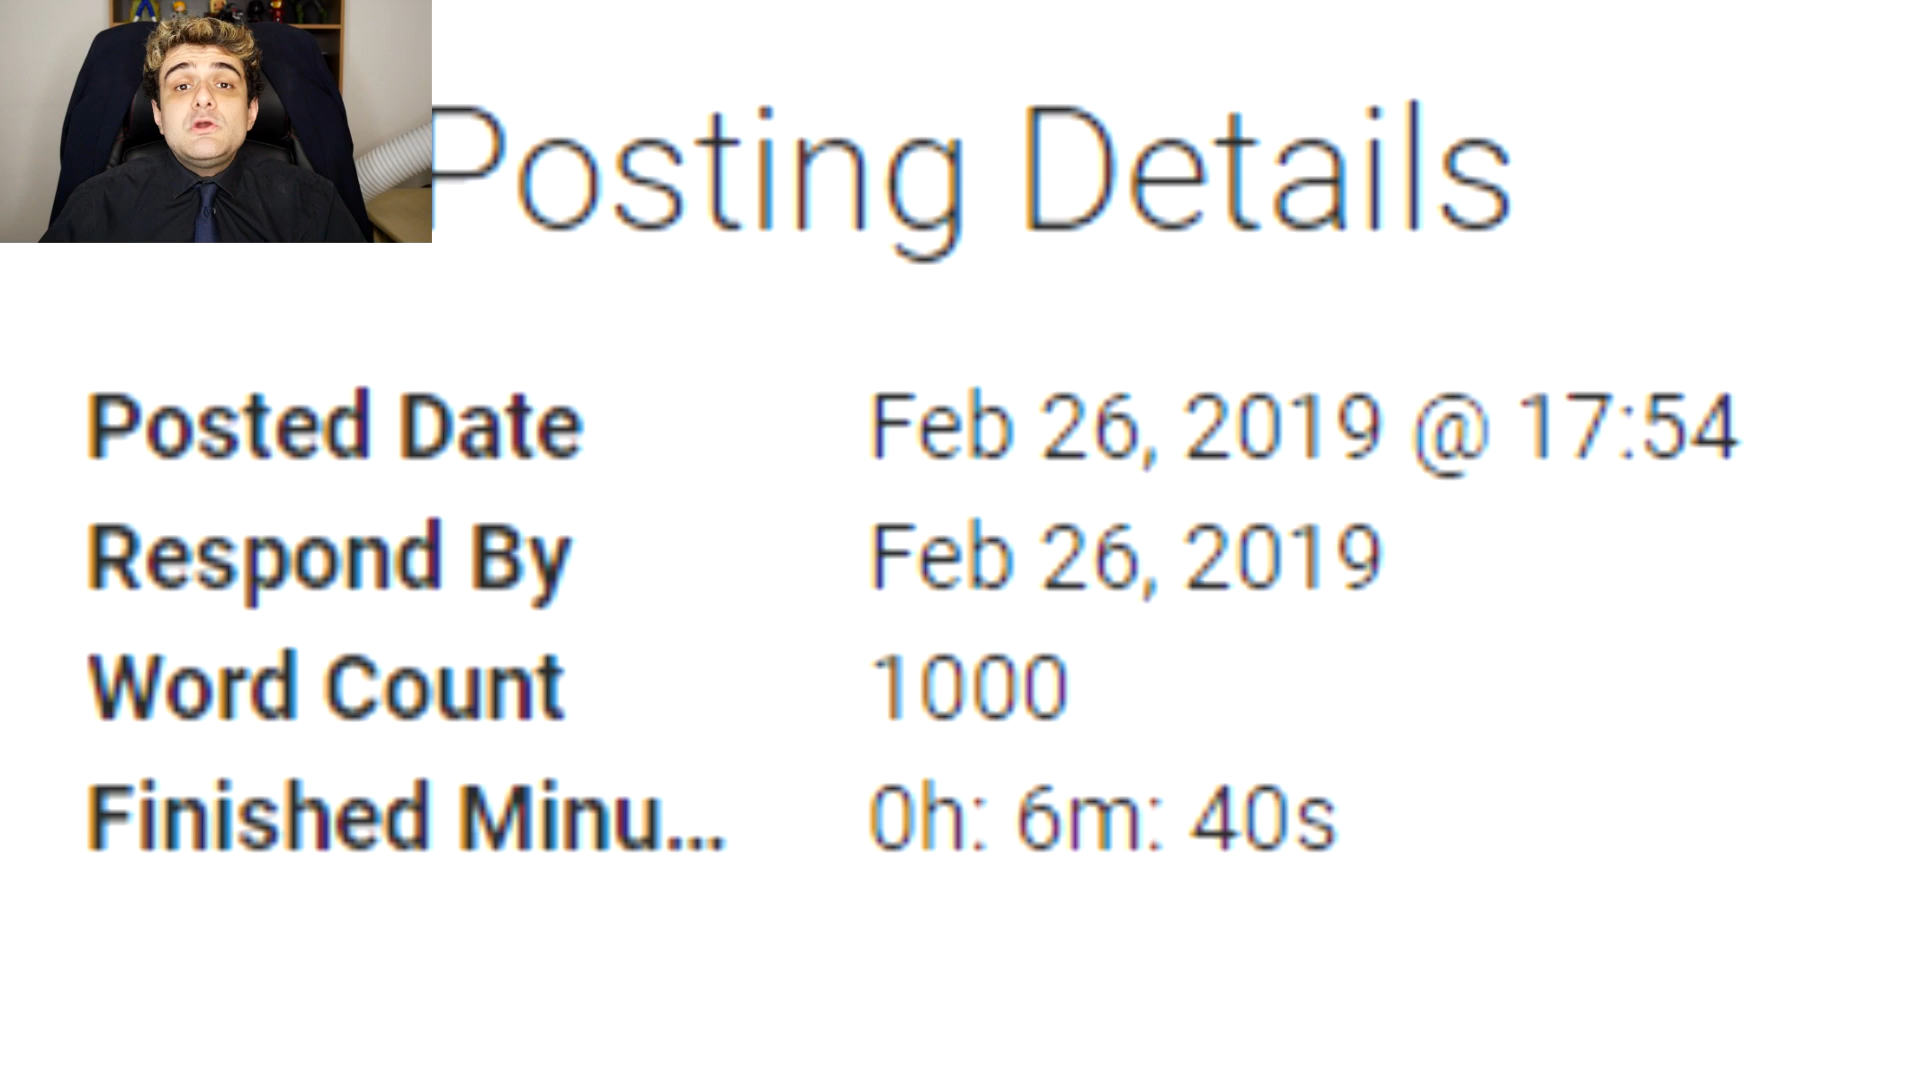 Posting Details
Posted Date Feb 26, 2019 @ 17:54
Respond By Feb 26, 2019
Word Count 1000
Finished Minu... 0h: 6m: 40s